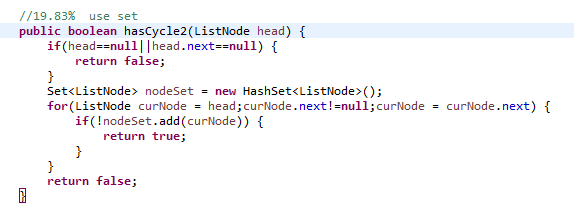 //19.83%  use set
public boolean hasCycle2(ListNode head) {
    if(head==null||head.next==null) {
        return false;
    }
    Set<ListNode> nodeSet = new HashSet<ListNode>();
    for(ListNode curNode = head;curNode.next!=null;curNode = curNode.next) {
        if(!nodeSet.add(curNode)) {
            return true;
        }
    }
    return false;
}